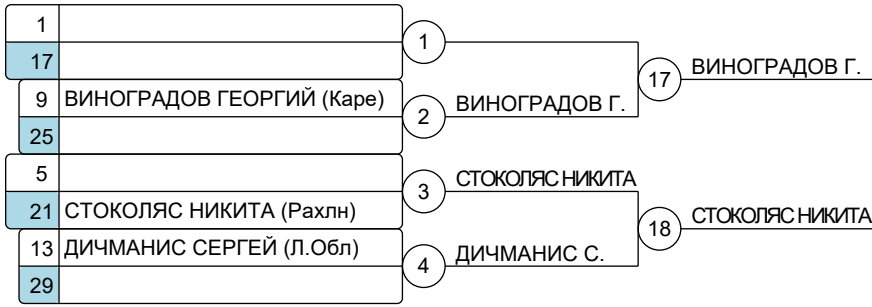 1
17
1
9 ВИНОГРАДОВ ГЕОРГИЙ (Каре)
25
2
ВИНОГРАДОВ Г.
17
ВИНОГРАДОВ Г.
5
21 СТОКОЛЯС НИКИТА (Рахлн)
3
СТОКОЛЯС НИКИТА
13 ДИЧМАНИС СЕРГЕЙ (Л.Обл)
29
4
ДИЧМАНИС С.
18
СТОКОЛЯС НИКИТА